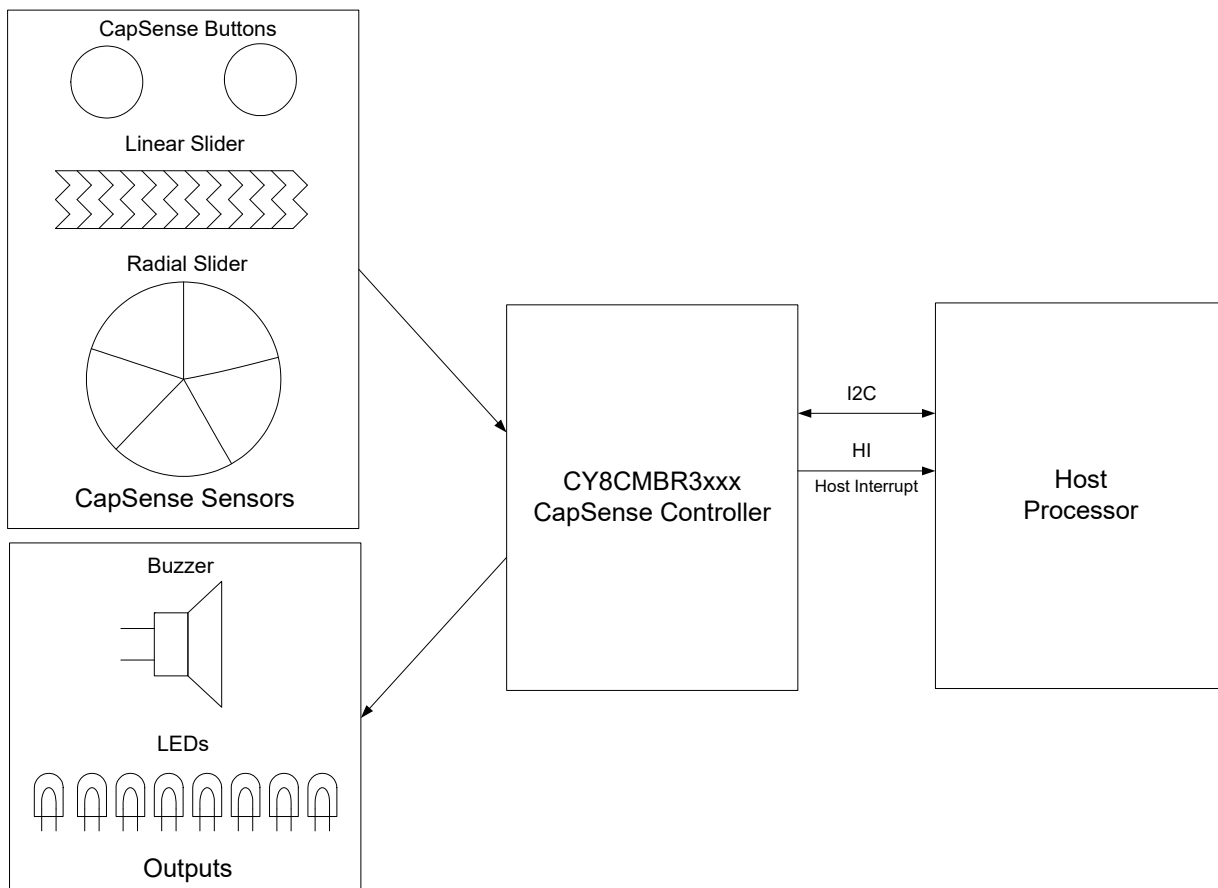 CapSense Buttons
Linear Slider
Radial Slider
CapSense Sensors
Buzzer
LEDs
Outputs
CY8CMBR3xxx
CapSense Controller
I2C
HI
Host Interrupt
Host
Processor